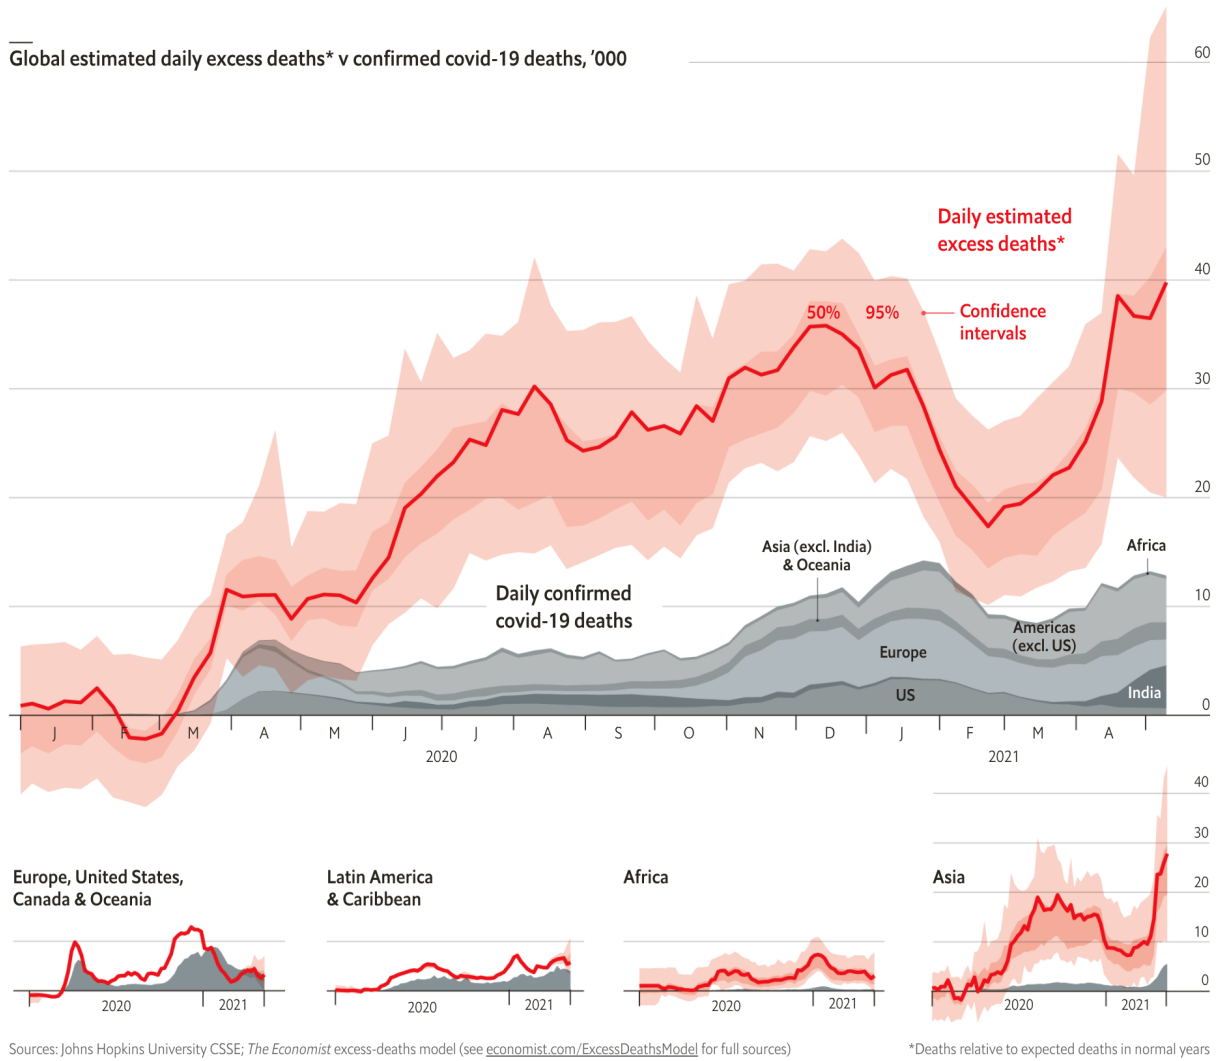 Global estimated daily excess deaths* v confirmed covid-19 deaths, ’000
60
50
Daily estimated
excess deaths*
40
50% 95% Confidence
intervals
30
20
Asia (excl. India)
& Oceania
Africa
Daily confirmed
covid-19 deaths
10
Americas
(excl. US)
Europe
India
US
0
J F M A M J J A S O N D J F M A
2020 2021
Europe, United States,
Canada & Oceania
2020 2021
Latin America
& Caribbean
2020 2021
Africa
2020 2021
Asia
40
30
20
10
0
2020 2021
Sources: Johns Hopkins University CSSE; The Economist excess-deaths model (see economist.com/ExcessDeathsModel for full sources)
*Deaths relative to expected deaths in normal years